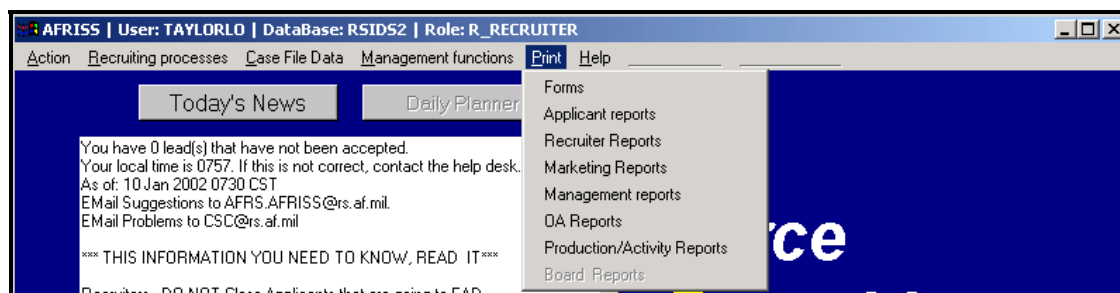 AFRISS | User: TAYLORLO | DataBase: RSIDS2 | Role: R_RECRUITER
Action Recruiting processes Case File Data Management functions Print Help
Today's News Daily Planner
Forms
Applicant reports
Recruiter Reports
Marketing Reports
Management reports
OA Reports
Production/Activity Reports
Board Reports
You have 0 lead(s) that have not been accepted.
Your local time is 0757. If this is not correct, contact the help desk.
As of: 10 Jan 2002 0730 CST
EMail Suggestions to AFRS.AFRISS@rs.af.mil.
EMail Problems to CSC@rs.af.mil
*** THIS INFORMATION YOU NEED TO KNOW, READ IT***
rce